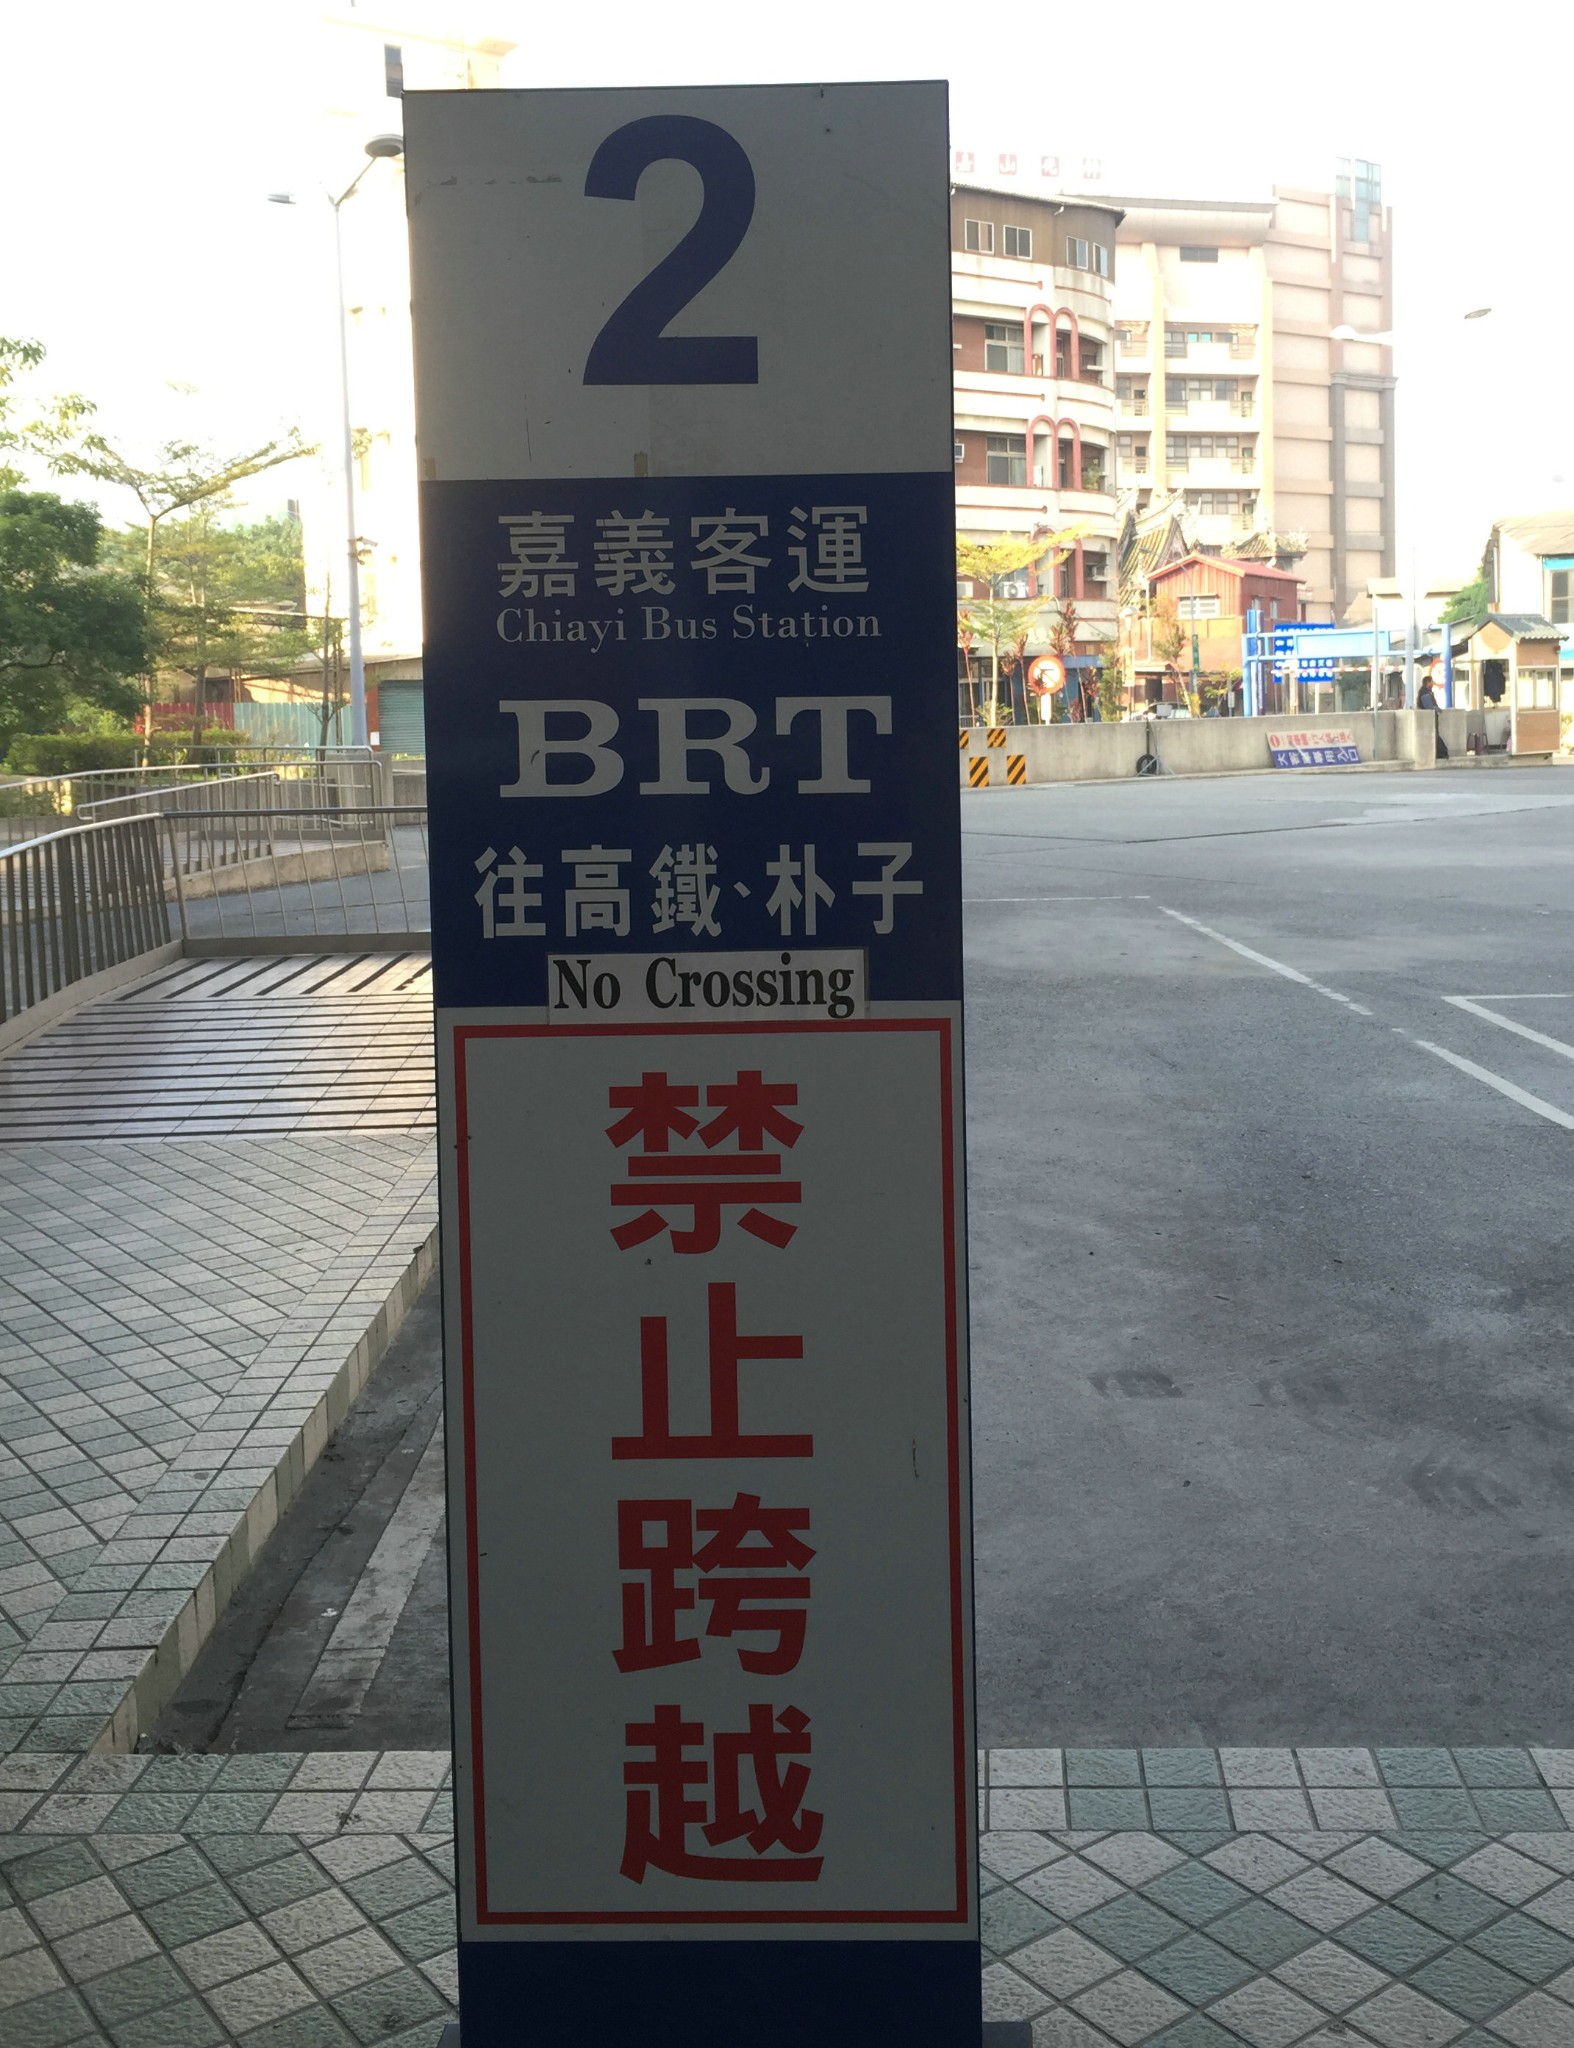 2
嘉義客運
Chiayi Bus Station
BRT
往高鐵、朴子
No Crossing
禁
止
跨
越